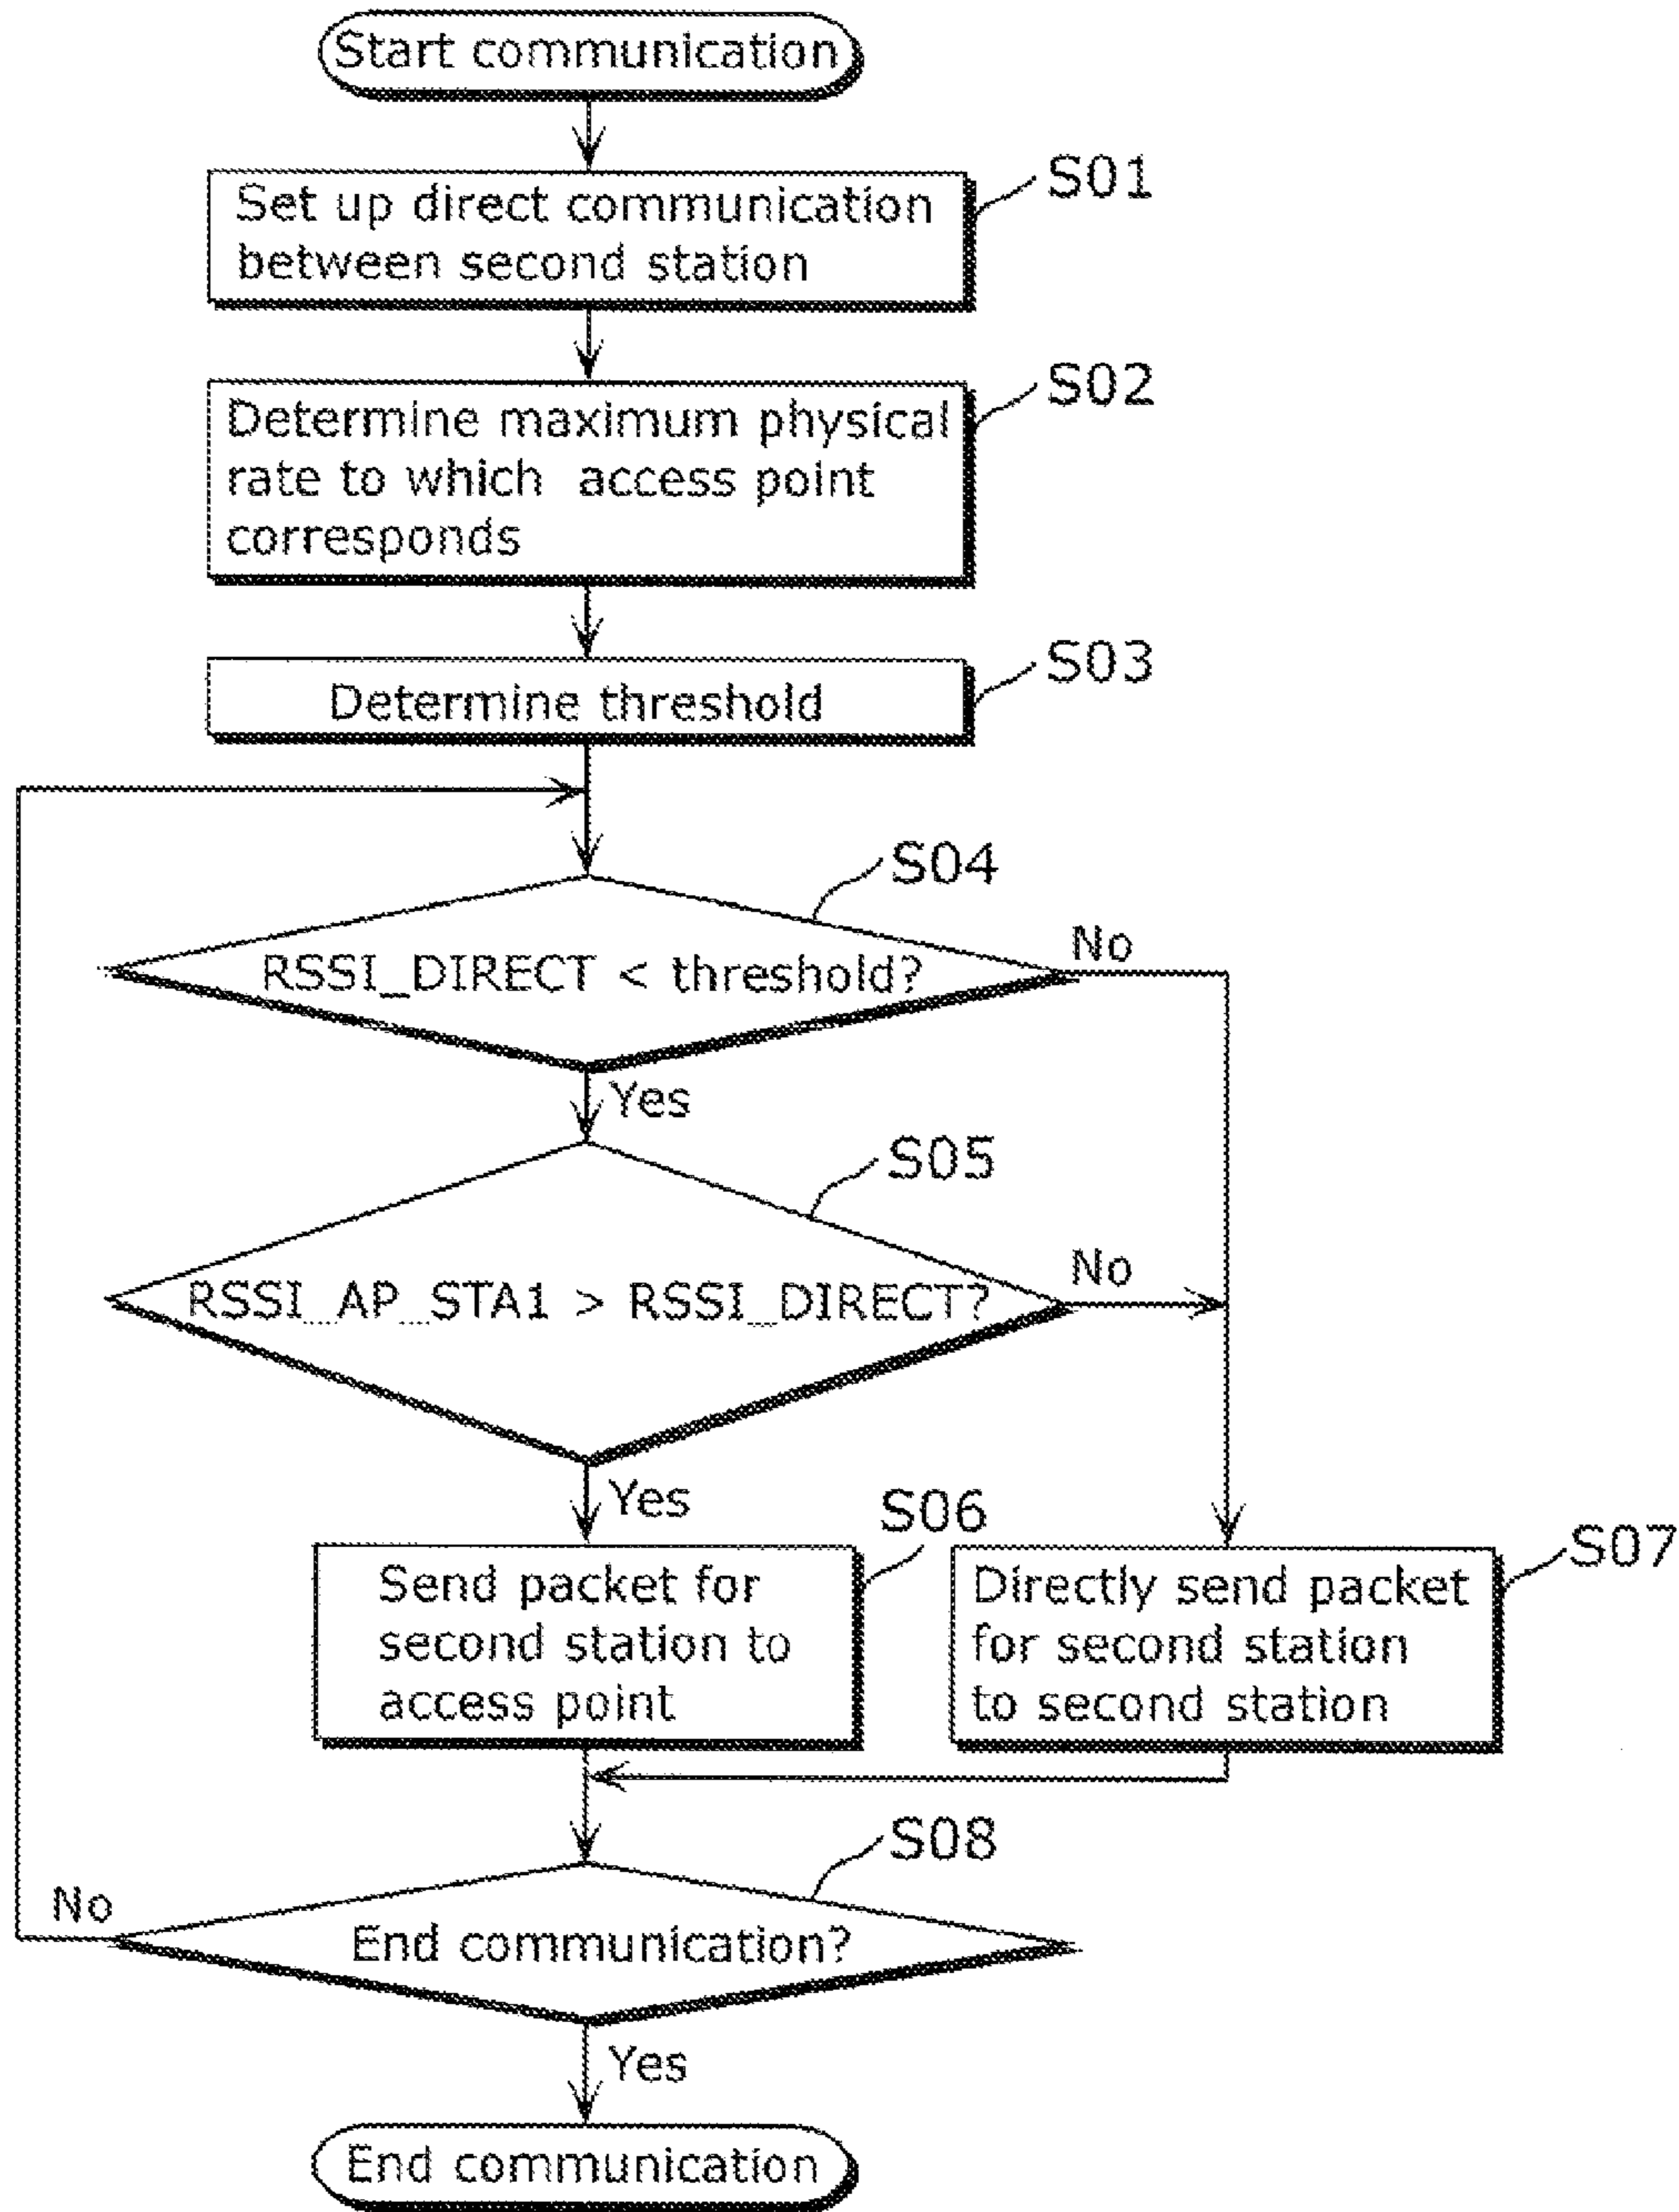 Start communication
S01
Set up direct communication
between second station
S02
Determine maximum physical
rate to which access point
corresponds
S03
Determine threshold
S04
RSSI_DIRECT < threshold?
No
Yes
S05
RSSI_AP_STA1 > RSSI_DIRECT?
No
Yes
S06
Send packet for
second station to
access point
S07
Directly send packet
for second station
to second station
S08
No
End communication?
Yes
End communication